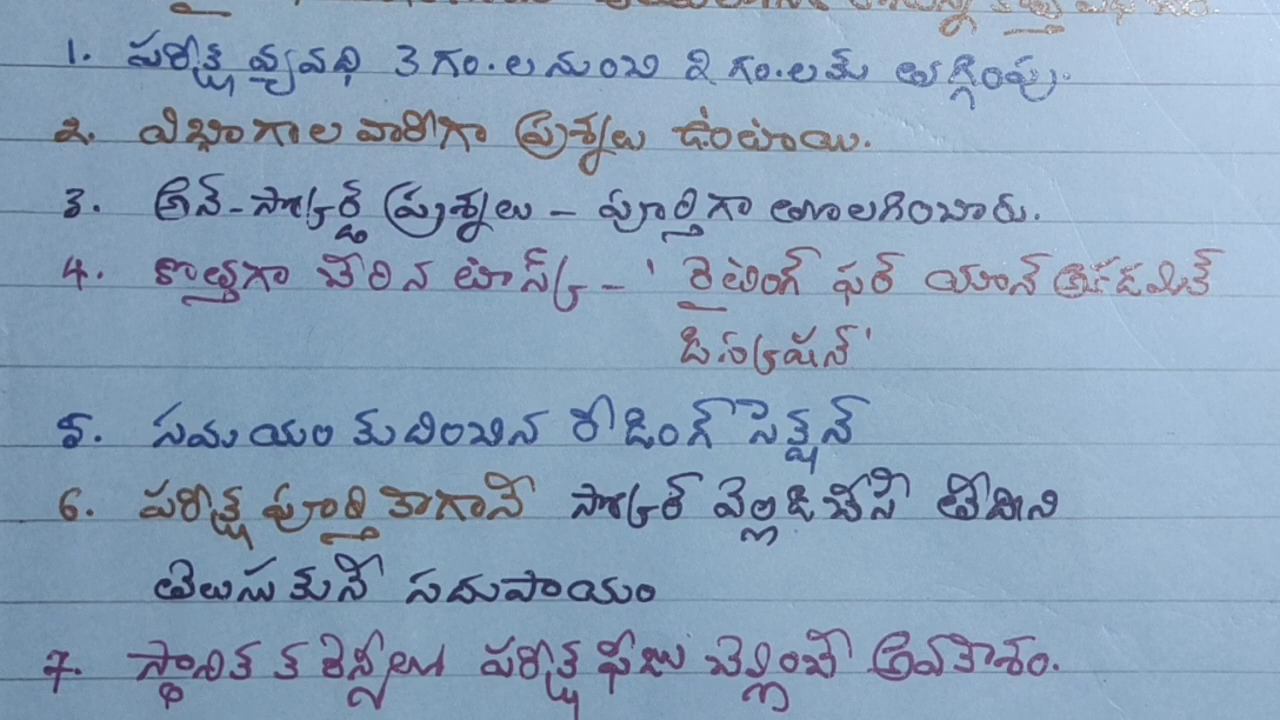 1. పరీక్ష వ్యవధి 3 గం.ల నుంచి 2 గం.లకు తగ్గింపు.
2. విభాగాల వారీగా ప్రశ్నలు ఉంటాయి.
3. అన్-స్కోర్డ్ ప్రశ్నలు - పూర్తిగా తొలగించారు.
4. కొత్తగా చేరిన టాస్క్ - ' రైటింగ్ ఫర్ యాన్ అకడమిక్
డిస్కషన్'
5. సమయం కుదించిన రీడింగ్ సెక్షన్
6. పరీక్ష పూర్తి కాగానే స్కోర్ వెల్లడిచేసే తేదీని
తెలుసుకునే సదుపాయం
7. స్థానిక కరెన్సీలో పరీక్ష ఫీజు చెల్లించే అవకాశం.